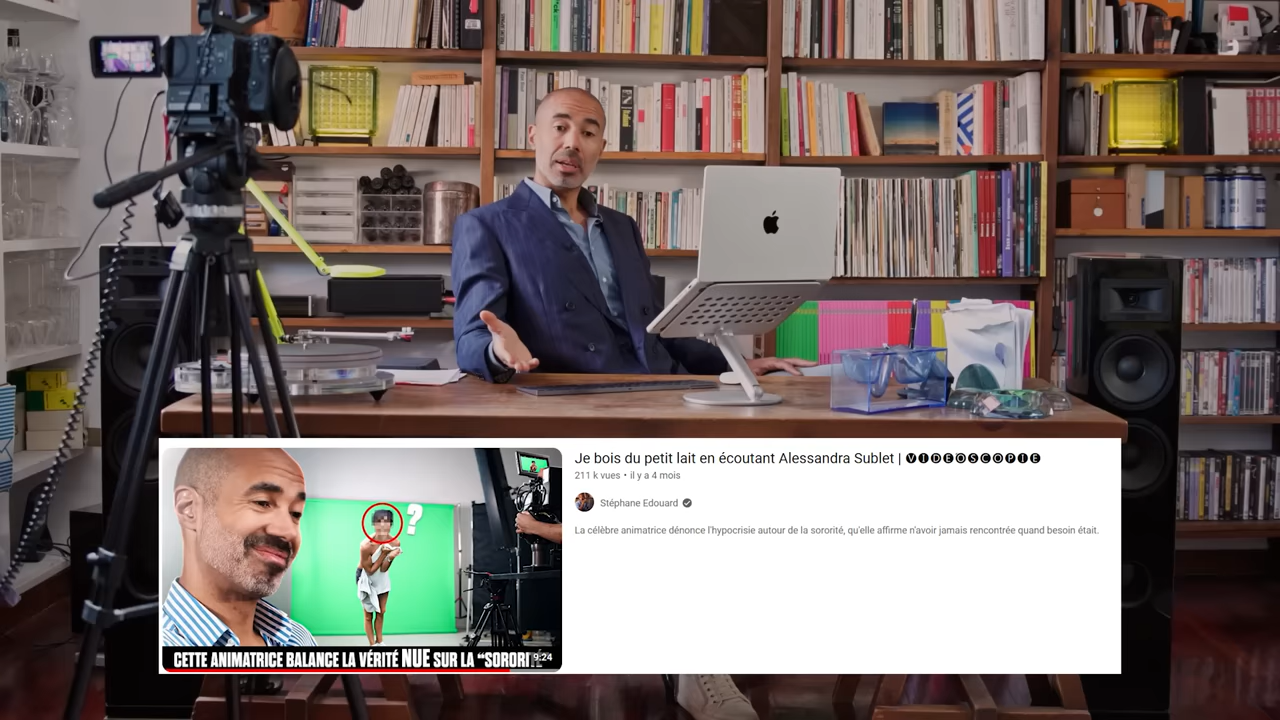 Je bois du petit lait en écoutant Alessandra Sublet | 🅥🅘🅓🅔🅞🅢🅒🅞🅟🅘🅔
211 k vues • il y a 4 mois
Stéphane Edouard
La célèbre animatrice dénonce l'hypocrisie autour de la sororité, qu'elle affirme n'avoir jamais rencontrée quand besoin était.
?
CETTE ANIMATRICE BALANCE LA VÉRITÉ NUE SUR LA “SORORITÉ
9:24